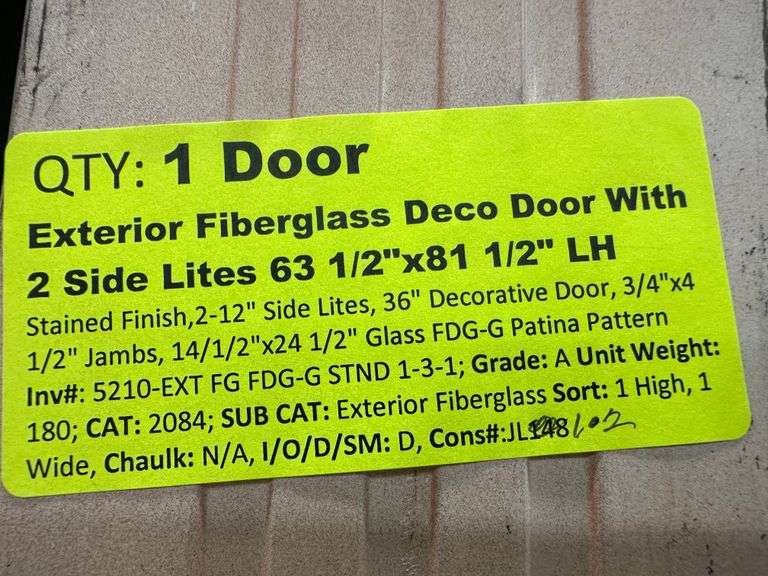 QTY: 1 Door
Exterior Fiberglass Deco Door With
2 Side Lites 63 1/2"x81 1/2" LH
Stained Finish,2-12" Side Lites, 36" Decorative Door, 3/4"x4
1/2" Jambs, 14/1/2"x24 1/2" Glass FDG-G Patina Pattern
Inv#: 5210-EXT FG FDG-G STND 1-3-1; Grade: A Unit Weight:
180; CAT: 2084; SUB CAT: Exterior Fiberglass Sort: 1 High, 1
Wide, Chaulk: N/A, I/O/D/SM: D, Cons#:JL